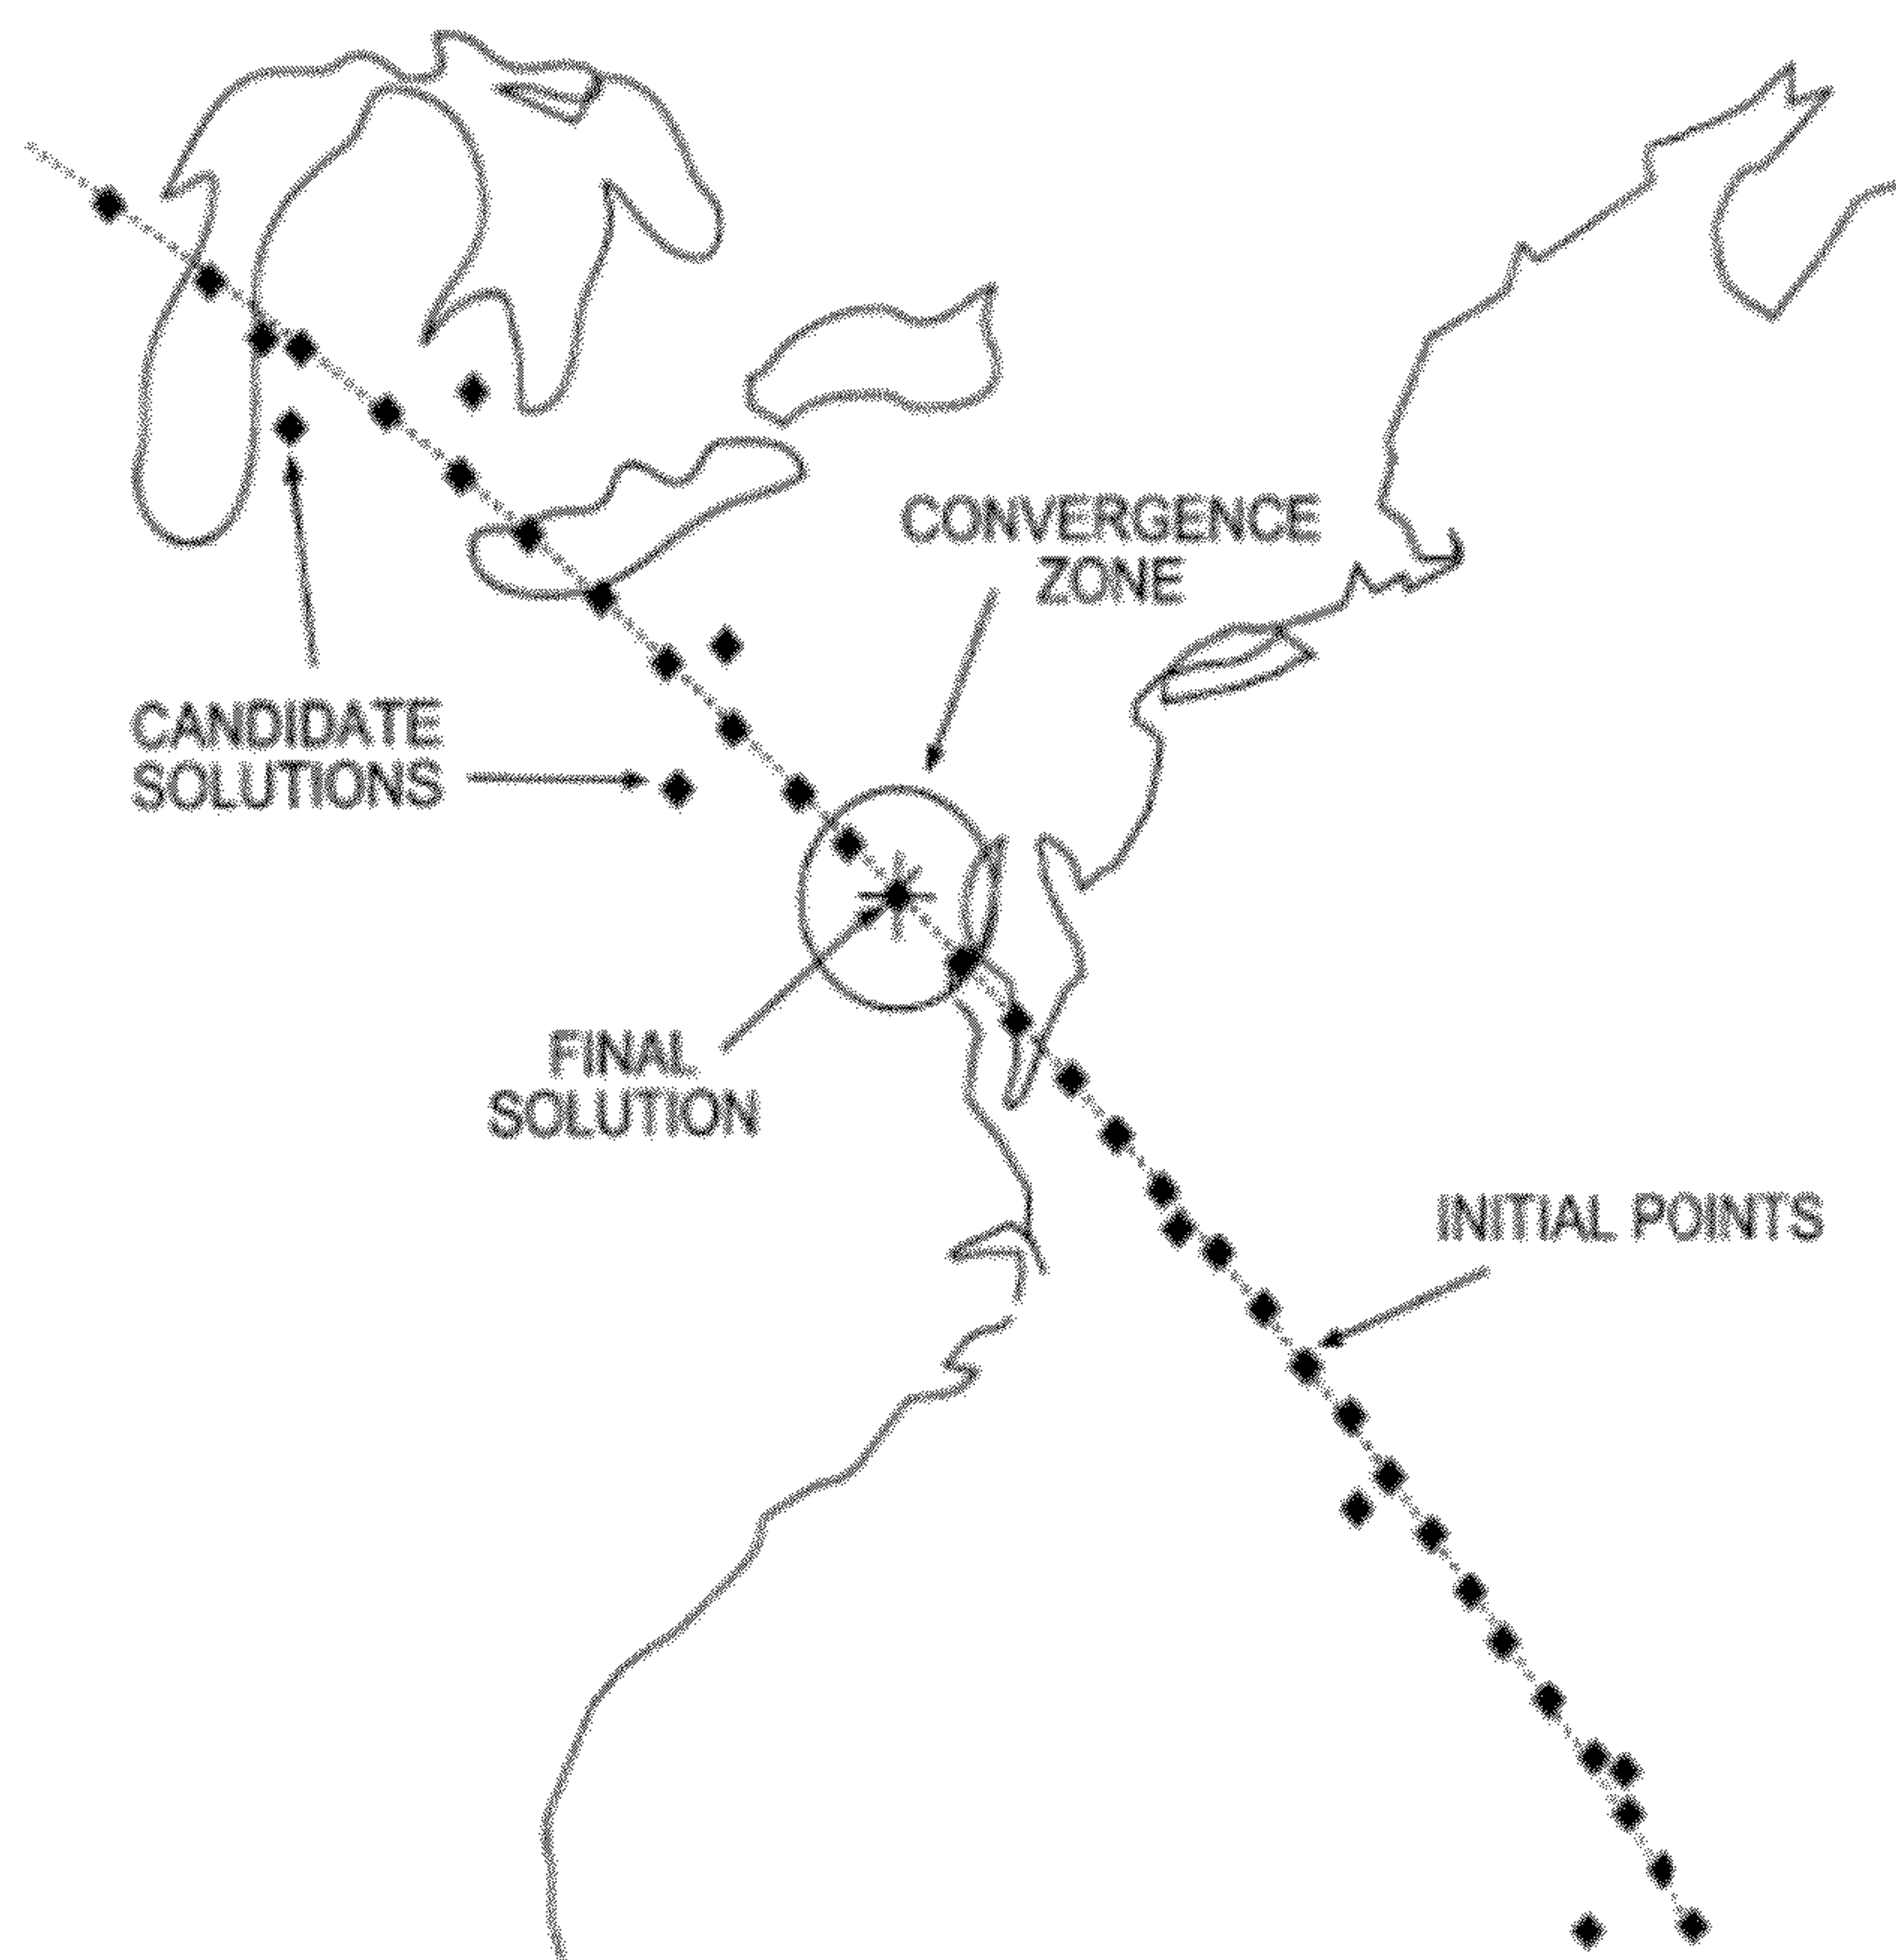 CONVERGENCE
ZONE
CANDIDATE
SOLUTIONS
FINAL
SOLUTION
INITIAL POINTS